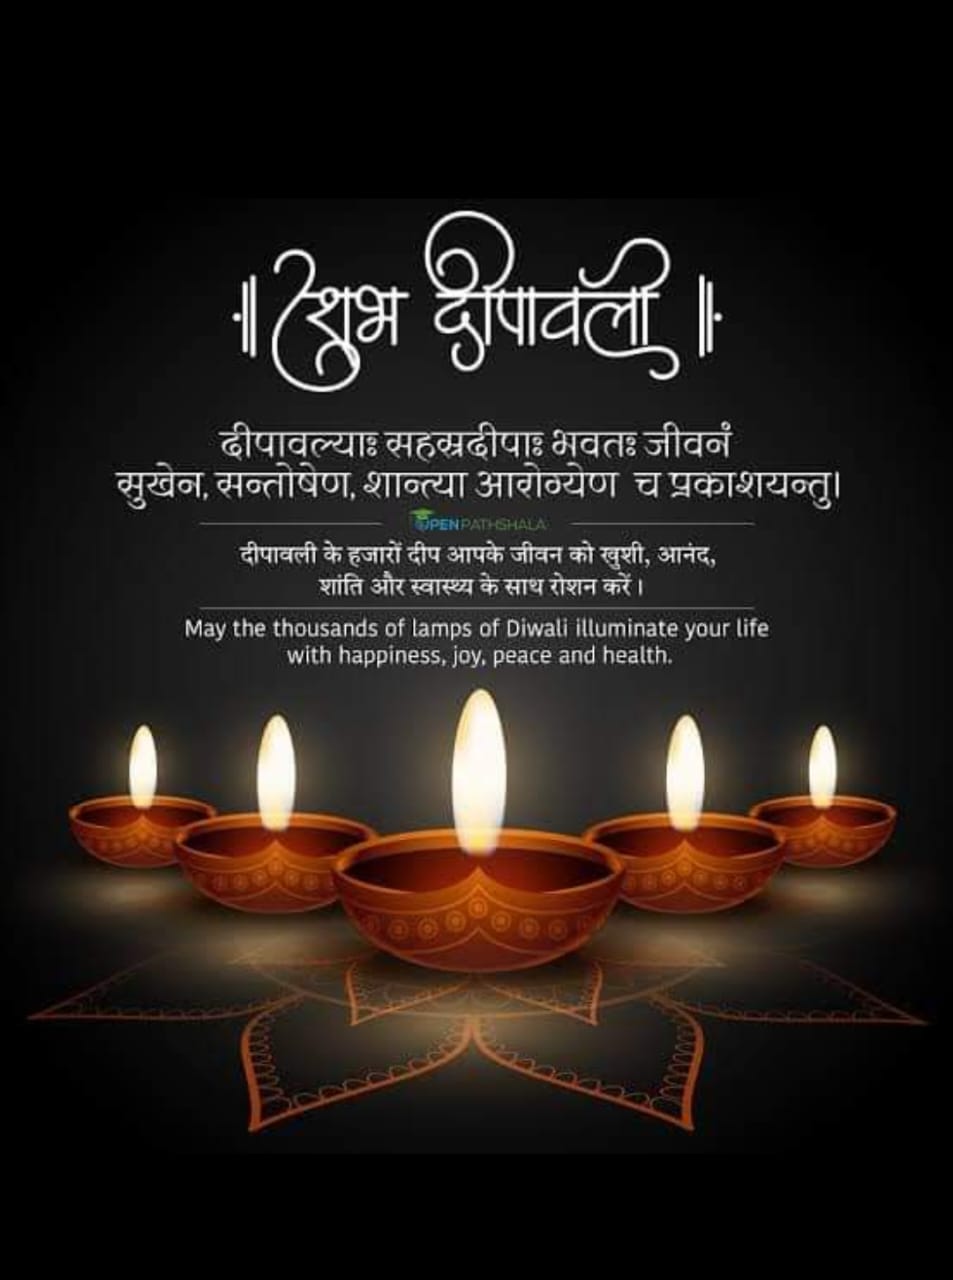 ॥ शुभ दीपावली ॥
दीपावल्याः सहस्रदीपाः भवतः जीवनं
सुखेन, सन्तोषेण, शान्त्या आरोग्येण च प्रकाशयन्तु।
OPENPATHSHALA
दीपावली के हजारों दीप आपके जीवन को खुशी, आनंद,
शांति और स्वास्थ्य के साथ रोशन करें।
May the thousands of lamps of Diwali illuminate your life
with happiness, joy, peace and health.